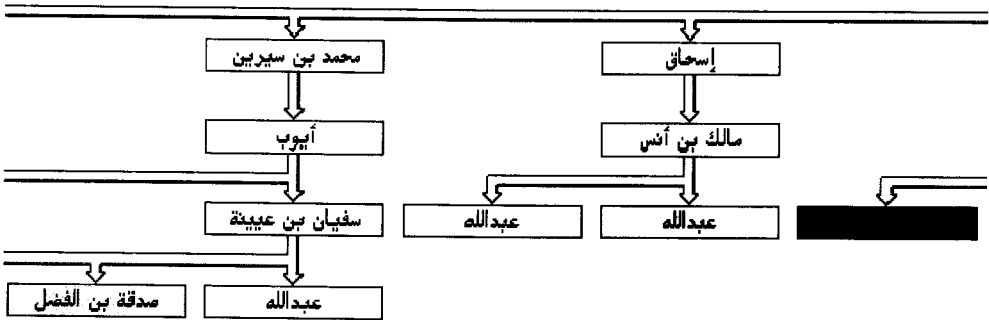 إسحاق
محمد بن سيرين
مالك بن أنس
أيوب
عبدالله
عبدالله
سفيان بن عيينة
عبدالله
صدقة بن الفضل